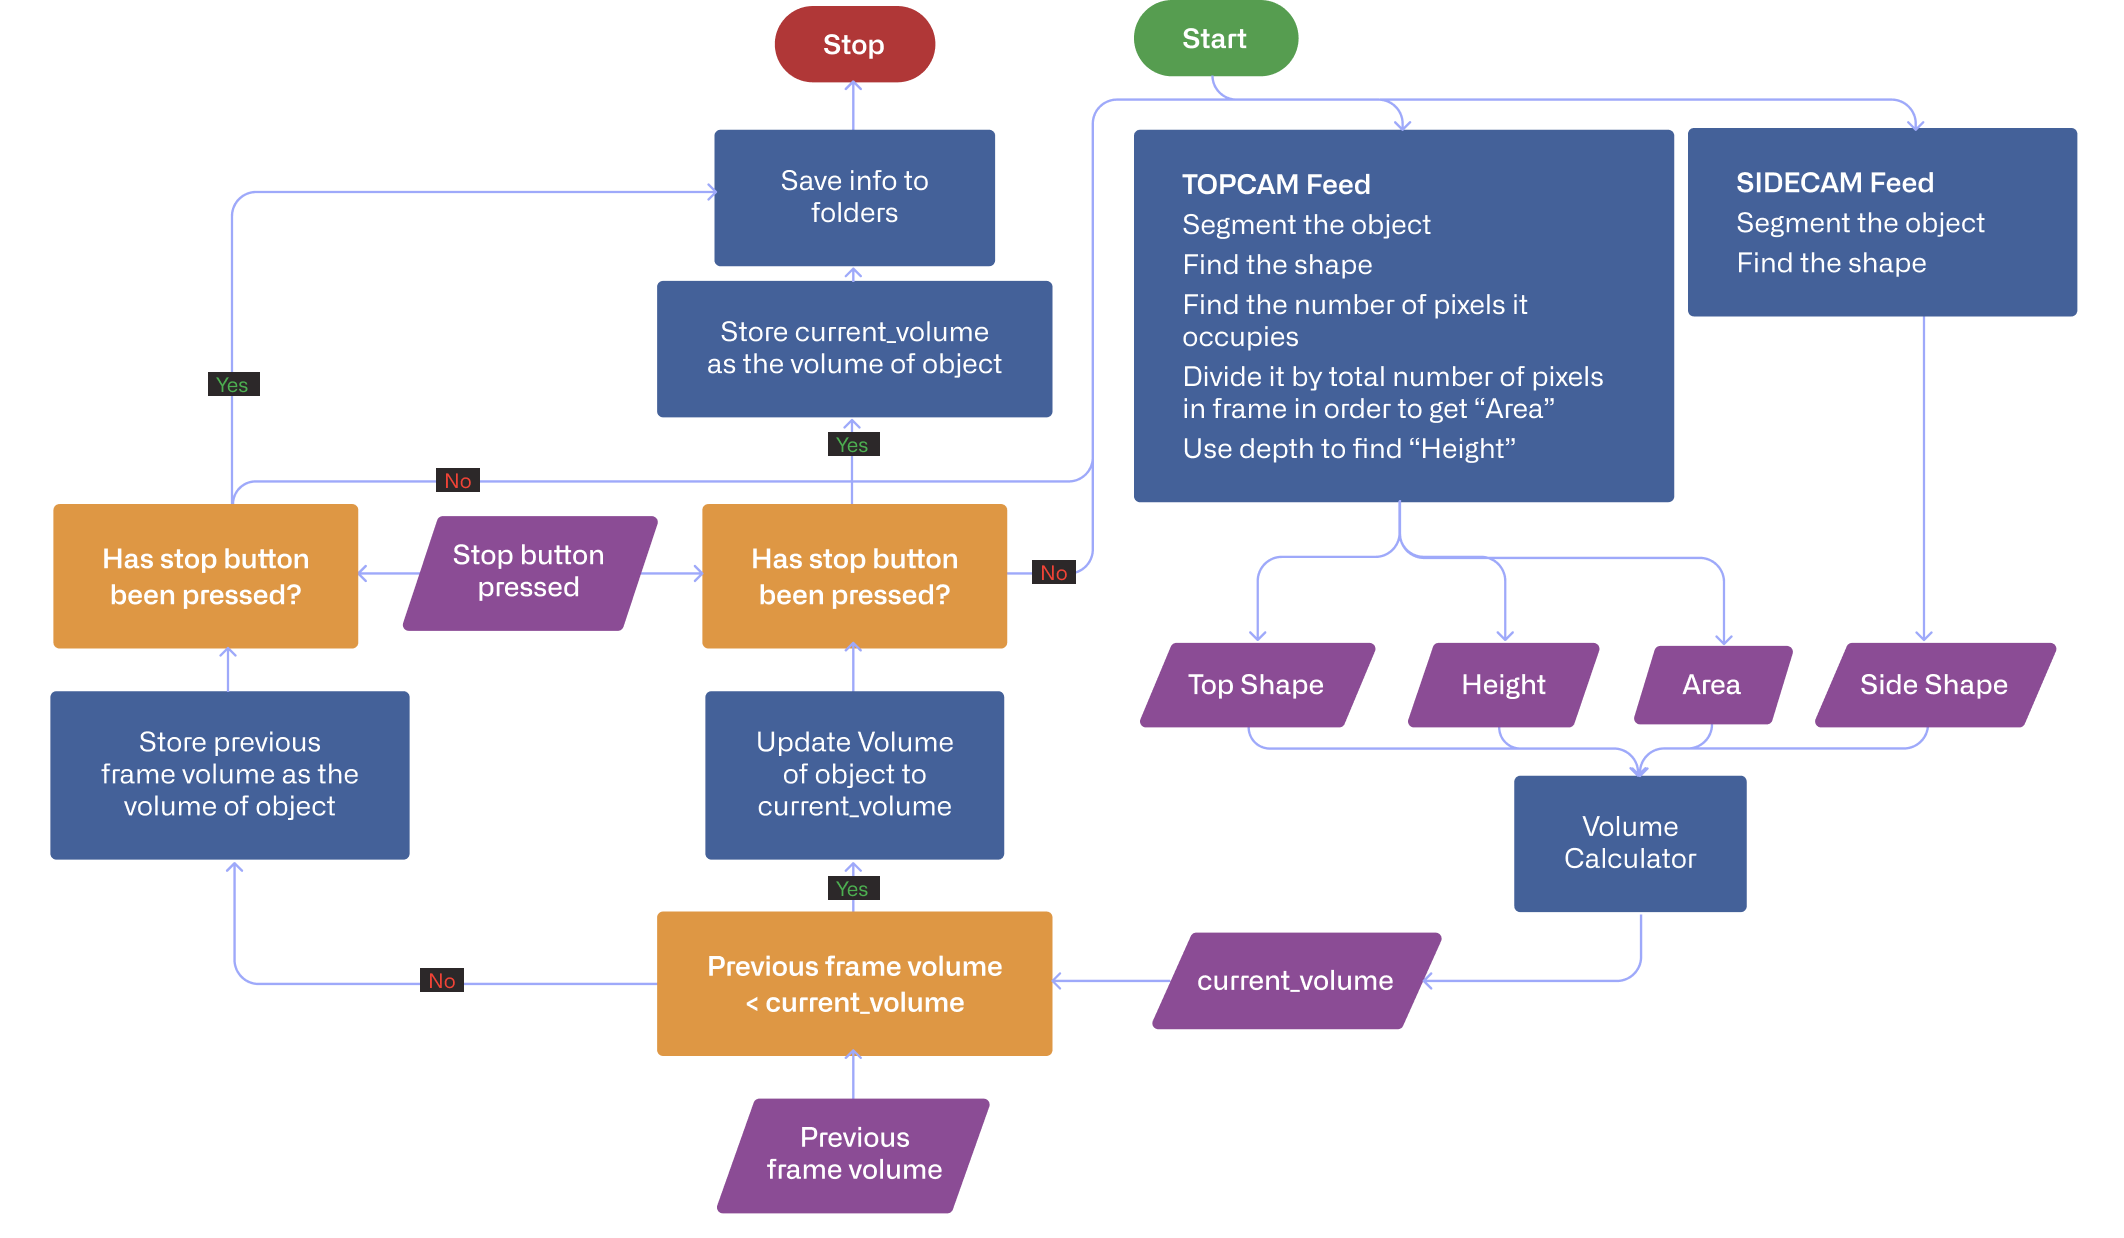 Stop
Start
Save info to
folders
TOPCAM Feed
Segment the object
Find the shape
Find the number of pixels it
occupies
Divide it by total number of pixels
in frame in order to get “Area”
Use depth to find “Height”
SIDECAM Feed
Segment the object
Find the shape
Store current_volume
as the volume of object
Yes
Yes
No
Has stop button
been pressed?
Stop button
pressed
Has stop button
been pressed?
No
Top Shape
Height
Area
Side Shape
Store previous
frame volume as the
volume of object
Update Volume
of object to
current_volume
Volume
Calculator
Yes
No
Previous frame volume
< current_volume
current_volume
Previous
frame volume